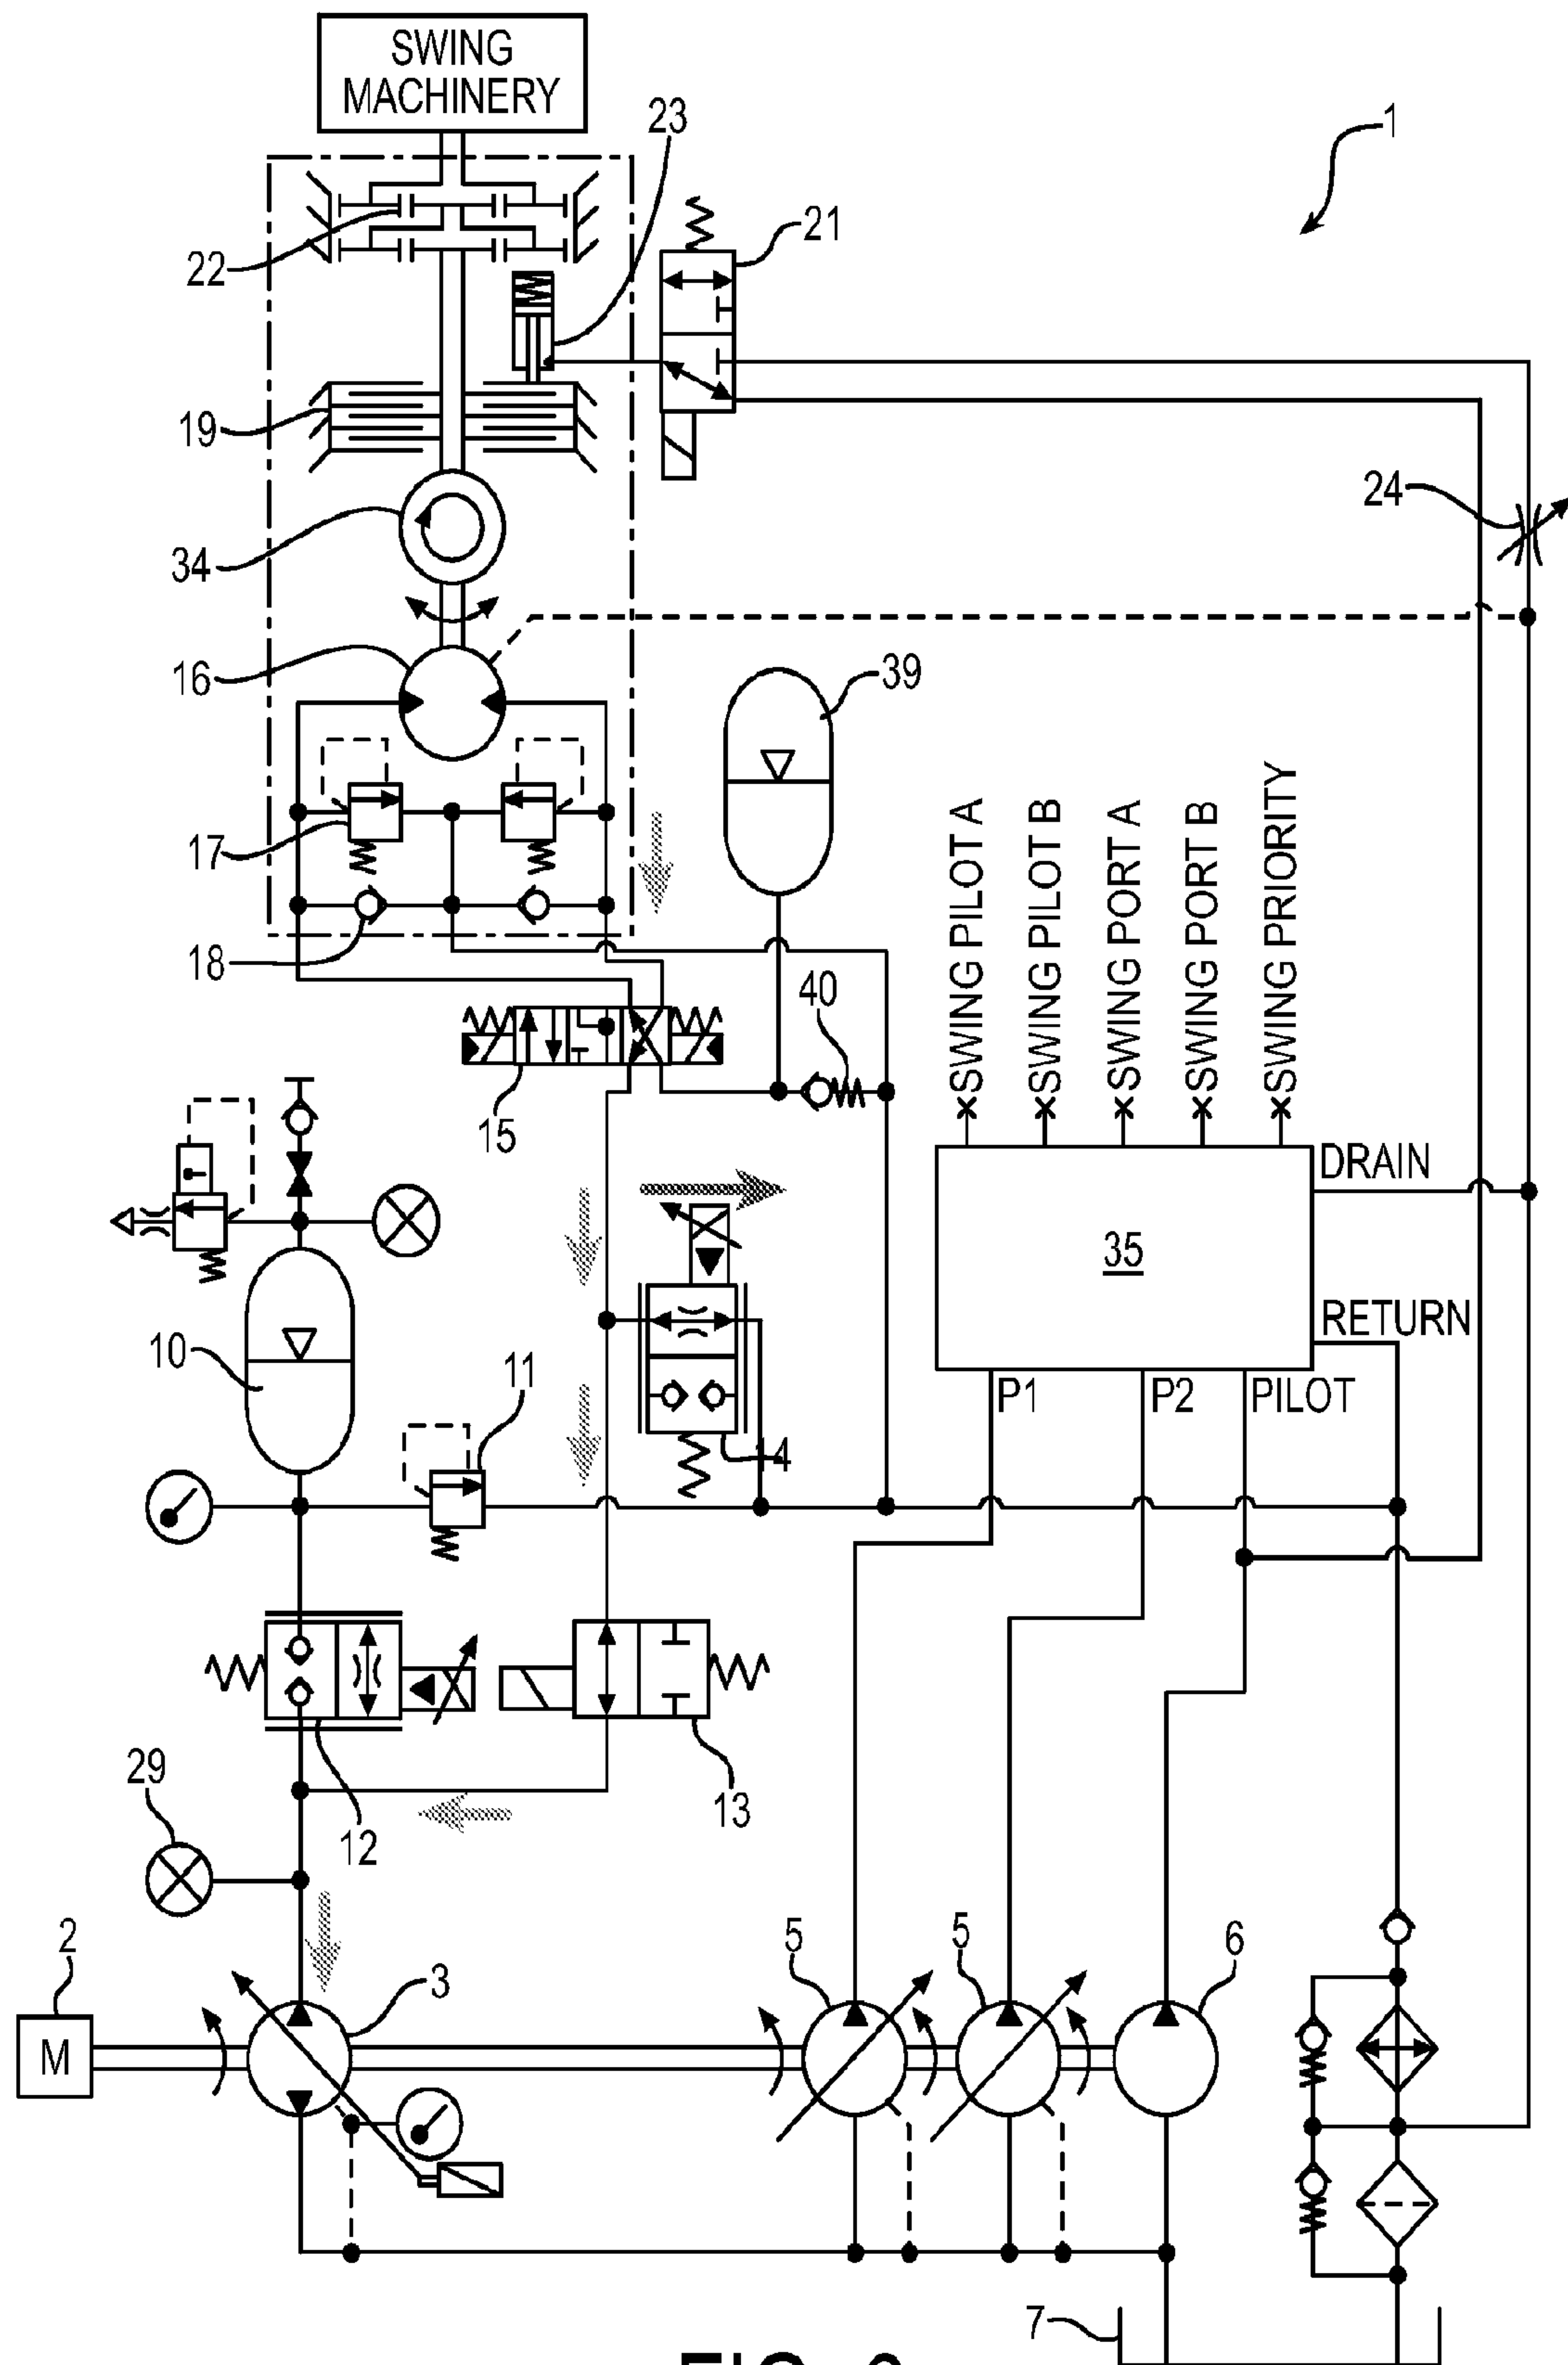 SWING
MACHINERY
23
1
21
22
19
24
34
16
39
17
18
40
SWING PILOT A
SWING PILOT B
SWING PORT A
SWING PORT B
SWING PRIORITY
15
DRAIN
35
RETURN
10
11
P1
P2
PILOT
14
29
12
13
2
3
5
5
6
M
7